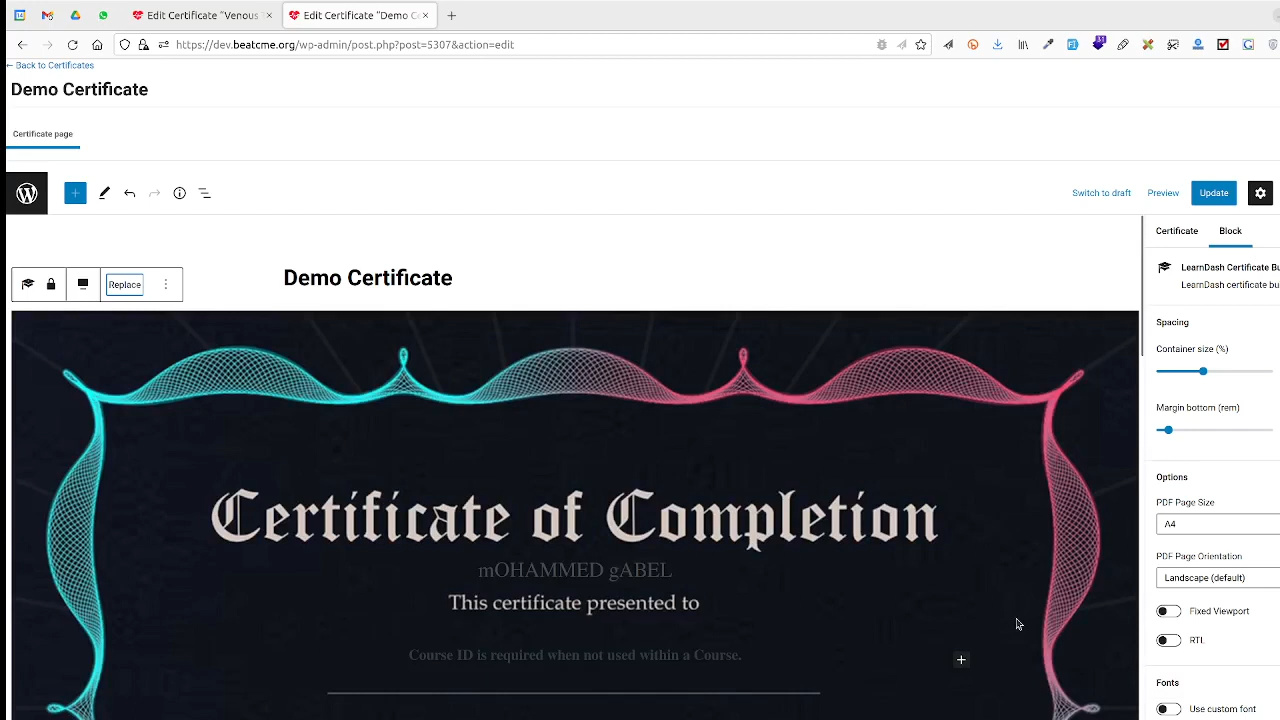 Edit Certificate "Venous
Edit Certificate "Demo Ce
https://dev.beatcme.org/wp-admin/post.php?post=5307&action=edit
← Back to Certificates
Demo Certificate
Certificate page
Switch to draft
Preview
Update
Certificate
Block
Replace
Demo Certificate
LearnDash Certificate Bu
LearnDash certificate bu
Spacing
Container size (%)
Margin bottom (rem)
Options
PDF Page Size
A4
PDF Page Orientation
Landscape (default)
Fixed Viewport
RTL
Fonts
Use custom font
Certificate of Completion
mOHAMMED gABEL
This certificate presented to
Course ID is required when not used within a Course.